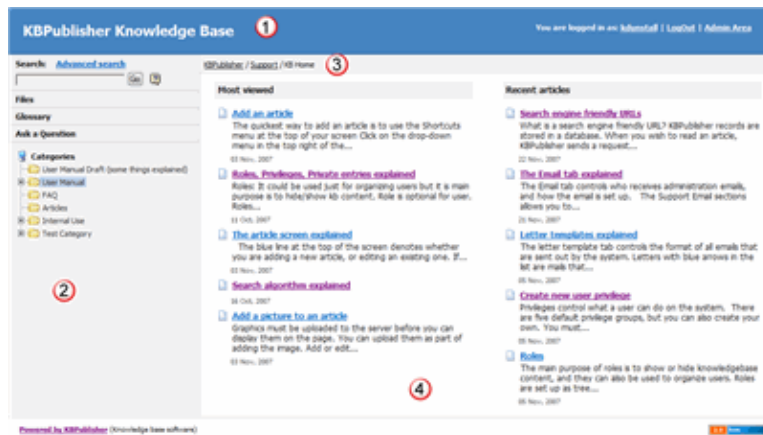 KBPublisher Knowledge Base
1
You are logged in as: kdunstall | LogOut | Admin Area
Search: Advanced search
Go
?
Files
Glossary
Ask a Question
Categories
User Manual Draft (some things explained)
User Manual
FAQ
Articles
Internal Use
Test Category
2
KBPublisher / Support / KB Home
3
Most viewed
Add an article
The quickest way to add an article is to use the Shortcuts
menu at the top of your screen Click on the drop-down
menu in the top right of the...
03 Nov, 2007
Roles, Privileges, Private entries explained
Roles: It could be used just for organizing users but it is main
purpose is to hide/show kb content. Role is optional for user.
Roles...
11 Oct, 2007
The article screen explained
The blue line at the top of the screen denotes whether
you are adding a new article, or editing an existing one. If...
03 Nov, 2007
Search algorithm explained
16 Oct, 2007
Add a picture to an article
Graphics must be uploaded to the server before you can
display them on the page. You can upload them as part of
adding the image. Add or edit...
03 Nov, 2007
4
Recent articles
Search engine friendly URLs
What is a search engine friendly URL? KBPublisher records are
stored in a database. When you wish to read an article,
KBPublisher sends a request...
22 Nov, 2007
The Email tab explained
The Email tab controls who receives administration emails,
and how the email is set up. The Support Email sections
allows you to...
21 Nov, 2007
Letter templates explained
The letter template tab controls the format of all emails that
are sent out by the system. Letters with blue arrows in the
list are mails that...
05 Nov, 2007
Create new user privilege
Privileges control what a user can do on the system. There
are five default privilege groups, but you can also create your
own. You must...
05 Nov, 2007
Roles
The main purpose of roles is to show or hide knowledgebase
content, and they can also be used to organize users. Roles
are set up as tree...
05 Nov, 2007
Powered by KBPublisher (Knowledge base software)